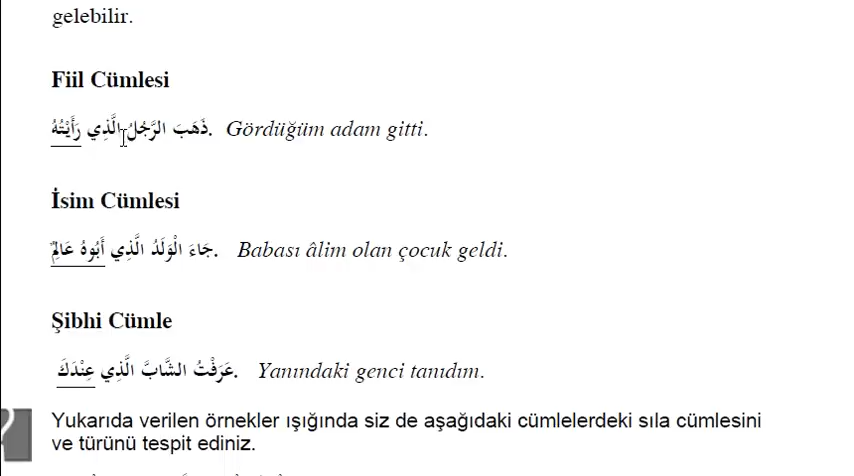 gelebilir.
Fiil Cümlesi
ذَهَبَ الرَّجُلُ الَّذِي رَأَيْتُهُ. Gördüğüm adam gitti.
İsim Cümlesi
جَاءَ الْوَلَدُ الَّذِي أَبُوهُ عَالِمٌ. Babası âlim olan çocuk geldi.
Şibhi Cümle
عَرَفْتُ الشَّابَّ الَّذِي عِنْدَكَ. Yanındaki genci tanıdım.
Yukarıda verilen örnekler ışığında siz de aşağıdaki cümlelerdeki sıla cümlesini
ve türünü tespit ediniz.